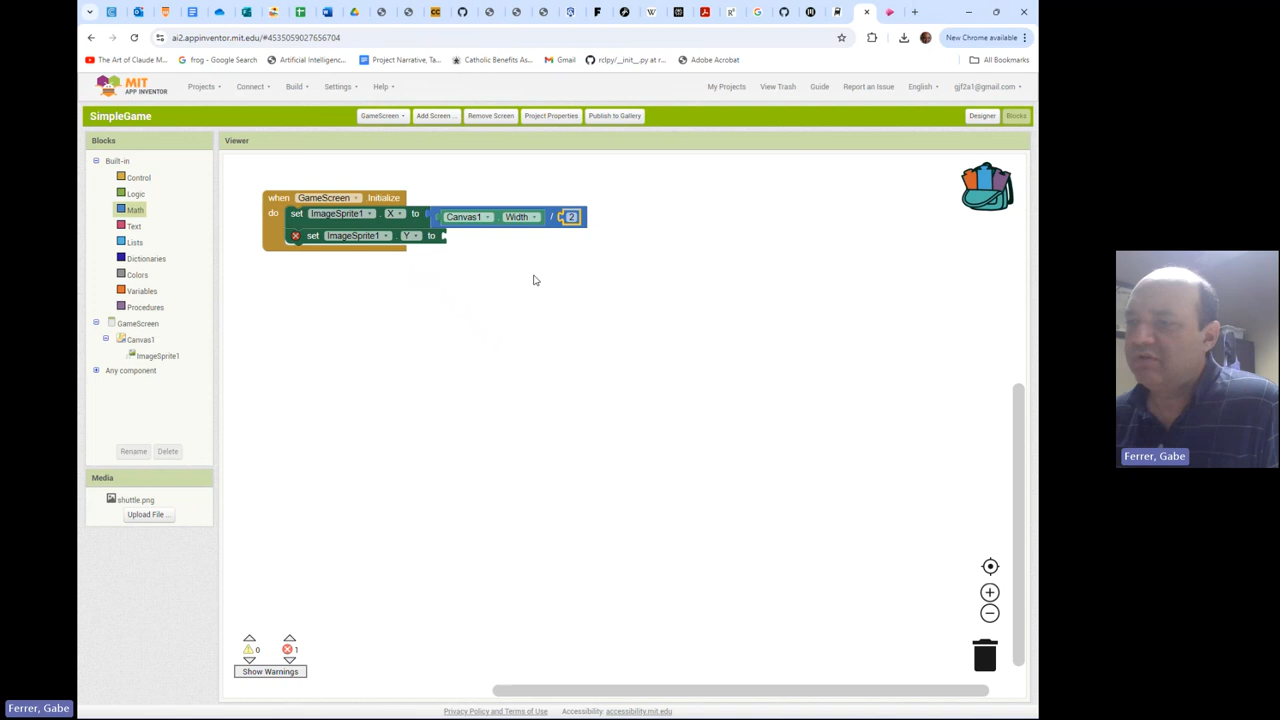 ai2.appinventor.mit.edu/#4535059027656704
New Chrome available
The Art of Claude M...
frog - Google Search
Artificial Intelligenc...
Project Narrative, Ta...
Catholic Benefits As...
Gmail
rclpy/__init__.py at r...
Adobe Acrobat
All Bookmarks
MIT
APP INVENTOR
Projects
Connect
Build
Settings
Help
My Projects
View Trash
Guide
Report an Issue
English
gjf2a1@gmail.com
SimpleGame
GameScreen
Add Screen ...
Remove Screen
Project Properties
Publish to Gallery
Designer
Blocks
Blocks
Viewer
Built-in
Control
Logic
Math
Text
Lists
Dictionaries
Colors
Variables
Procedures
GameScreen
Canvas1
ImageSprite1
Any component
Rename
Delete
Media
shuttle.png
Upload File ...
when GameScreen .Initialize
do set ImageSprite1 . X to Canvas1 . Width / 2
set ImageSprite1 . Y to
0
1
Show Warnings
Privacy Policy and Terms of Use
Accessibility: accessibility.mit.edu
Ferrer, Gabe
Ferrer, Gabe